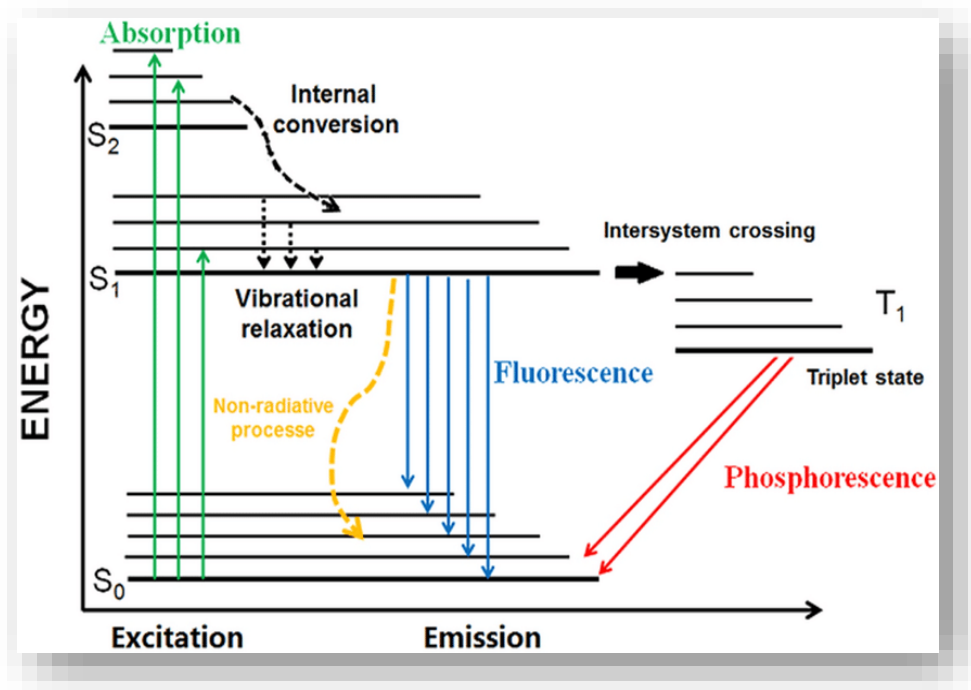 Absorption
Internal
conversion
S2
Intersystem crossing
S1
T1
Vibrational
relaxation
ENERGY
Fluorescence
Triplet state
Non-radiative
processe
Phosphorescence
S0
Excitation
Emission